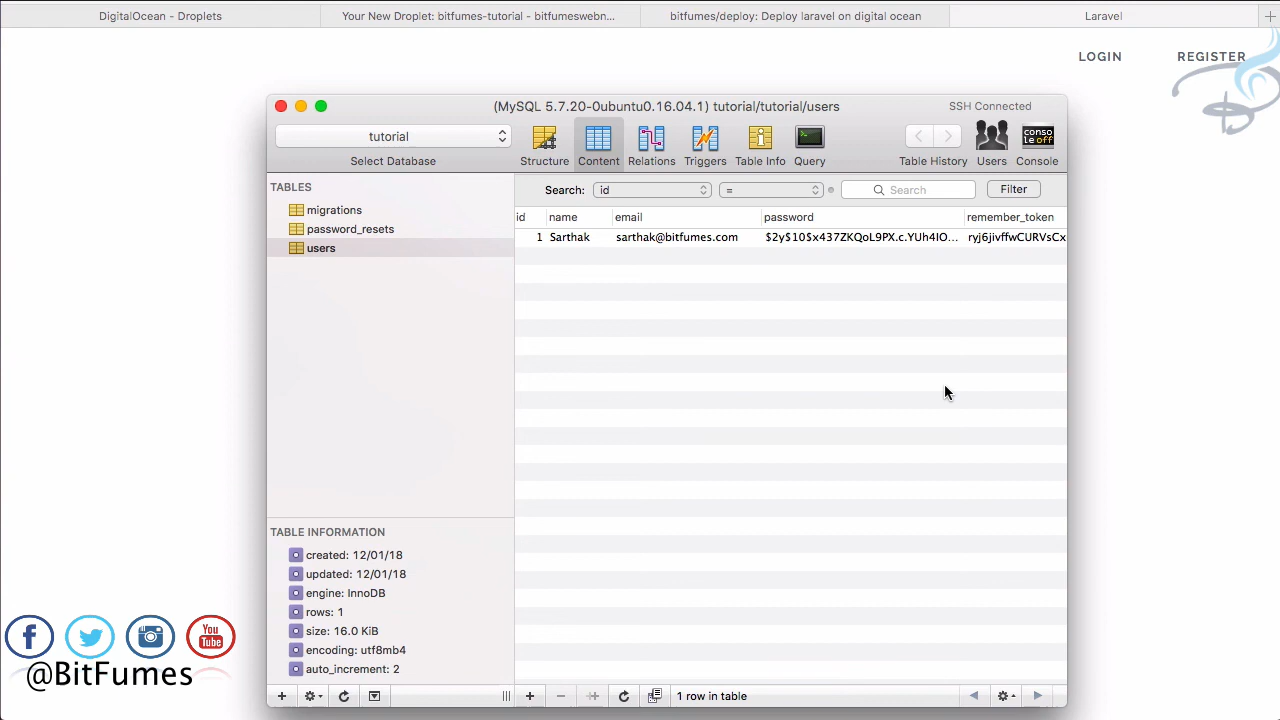 DigitalOcean - Droplets
Your New Droplet: bitfumes-tutorial - bitfumeswebn...
bitfumes/deploy: Deploy laravel on digital ocean
Laravel
LOGIN
REGISTER
(MySQL 5.7.20-0ubuntu0.16.04.1) tutorial/tutorial/users
SSH Connected
tutorial
Select Database
Structure
Content
Relations
Triggers
Table Info
Query
Table History
Users
conso
le off
Console
TABLES
migrations
password_resets
users
Search:
id
=
Search
Filter
id name email password remember_token
1 Sarthak sarthak@bitfumes.com $2y$10$x437ZKQoL9PX.c.YUh4IO... ryj6jivffwCURVsCx
TABLE INFORMATION
created: 12/01/18
updated: 12/01/18
engine: InnoDB
rows: 1
size: 16.0 KiB
encoding: utf8mb4
auto_increment: 2
1 row in table
You
Tube
@BitFumes